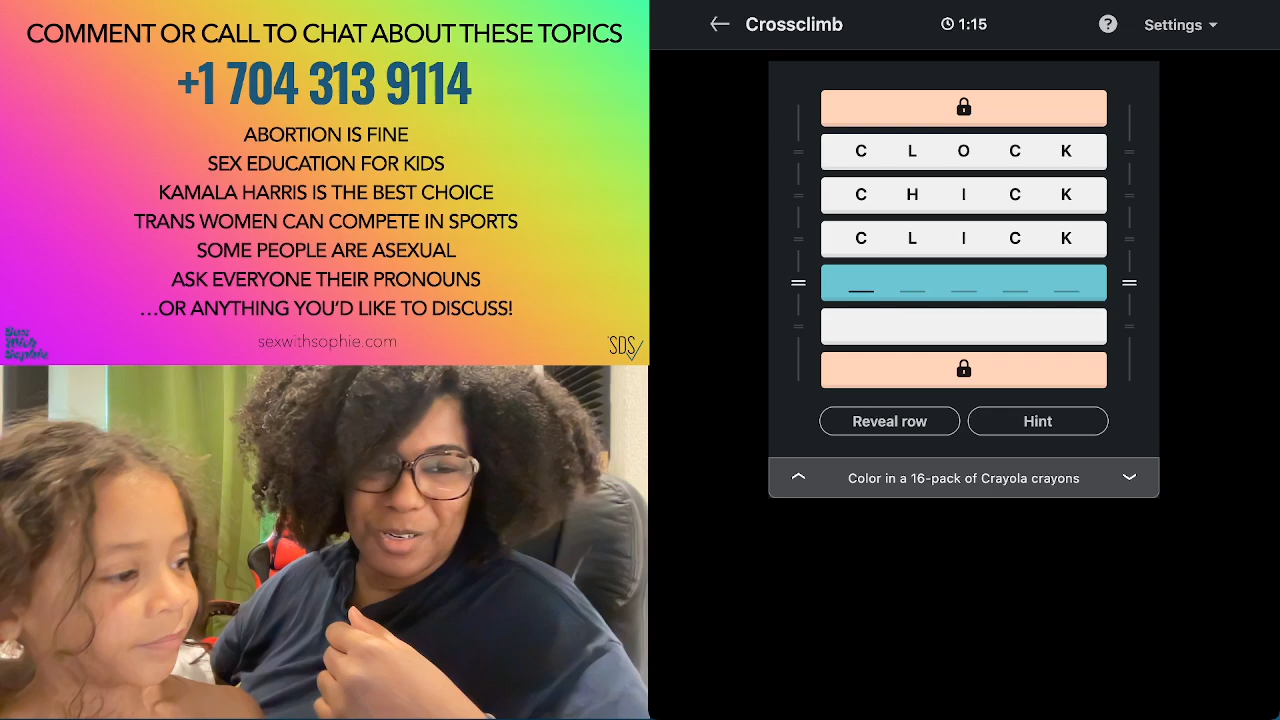 COMMENT OR CALL TO CHAT ABOUT THESE TOPICS
+1 704 313 9114
ABORTION IS FINE
SEX EDUCATION FOR KIDS
KAMALA HARRIS IS THE BEST CHOICE
TRANS WOMEN CAN COMPETE IN SPORTS
SOME PEOPLE ARE ASEXUAL
ASK EVERYONE THEIR PRONOUNS
...OR ANYTHING YOU'D LIKE TO DISCUSS!
sexwithsophie.com
Sex
With
Sophie
SDS
Crossclimb
1:15
?
Settings
C L O C K
C H I C K
C L I C K
Reveal row
Hint
Color in a 16-pack of Crayola crayons